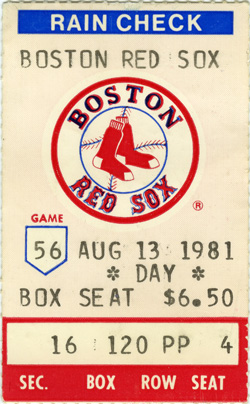 RAIN CHECK
BOSTON RED SOX
BOSTON
RED SOX
®
GAME
56 AUG 13 1981
* DAY *
BOX SEAT $6.50
16 120 PP 4
SEC. BOX ROW SEAT